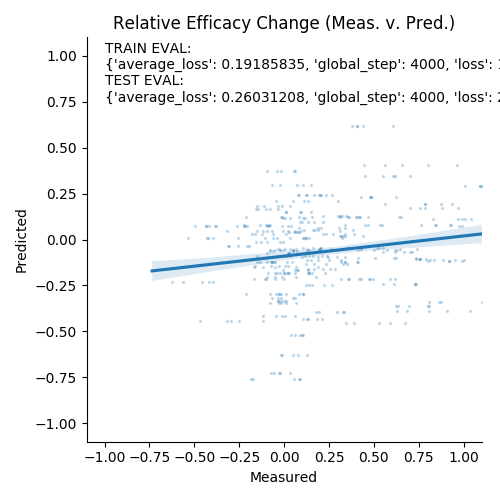 Relative Efficacy Change (Meas. v. Pred.)
TRAIN EVAL:
{'average_loss': 0.19185835, 'global_step': 4000, 'loss':
TEST EVAL:
{'average_loss': 0.26031208, 'global_step': 4000, 'loss':
1.00
0.75
0.50
0.25
0.00
−0.25
−0.50
−0.75
−1.00
Predicted
−1.00 −0.75 −0.50 −0.25 0.00 0.25 0.50 0.75 1.00
Measured